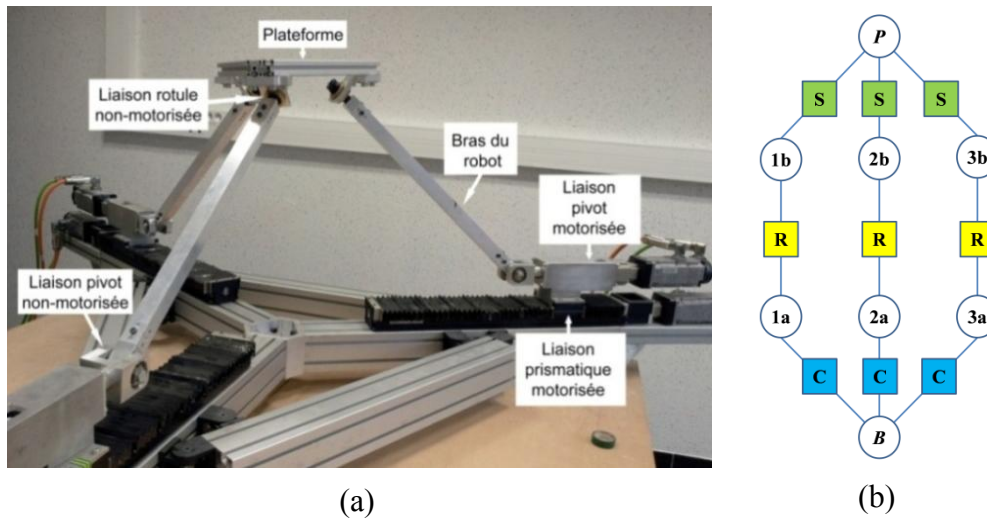 Plateforme
Liaison rotule
non-motorisée
Bras du
robot
Liaison
pivot
motorisée
Liaison pivot
non-motorisée
Liaison
prismatique
motorisée
(a)
P
S S S
1b 2b 3b
R R R
1a 2a 3a
C C C
B
(b)